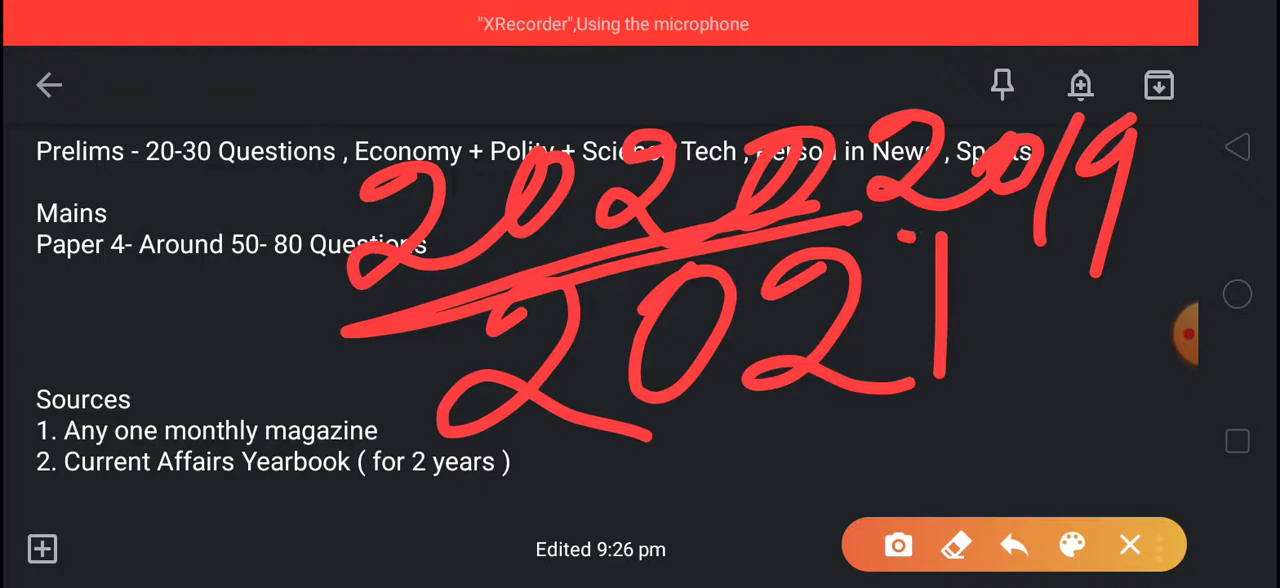 "XRecorder",Using the microphone
Prelims - 20-30 Questions , Economy + Polity + Science Tech , Person in News , Sports
2020 2019
Mains
Paper 4- Around 50- 80 Questions
2021
Sources
1. Any one monthly magazine
2. Current Affairs Yearbook ( for 2 years )
Edited 9:26 pm